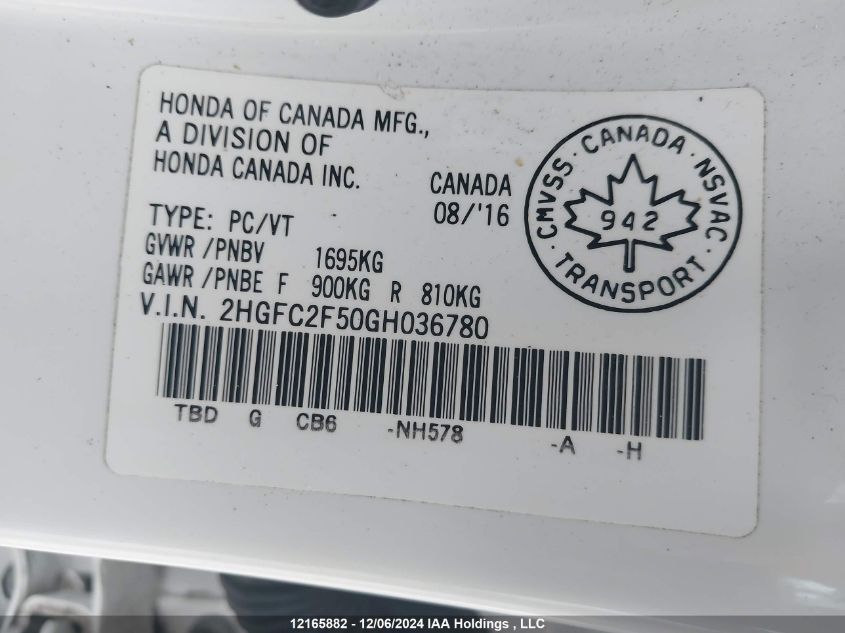 HONDA OF CANADA MFG.,
A DIVISION OF
HONDA CANADA INC.
CANADA
08/'16
CMVSS · CANADA · NSVAC
942
TRANSPORT
TYPE: PC/VT
GVWR /PNBV 1695KG
GAWR /PNBE F 900KG R 810KG
V.I.N. 2HGFC2F50GH036780
TBD G CB6 -NH578 -A -H
12165882 - 12/06/2024 IAA Holdings , LLC